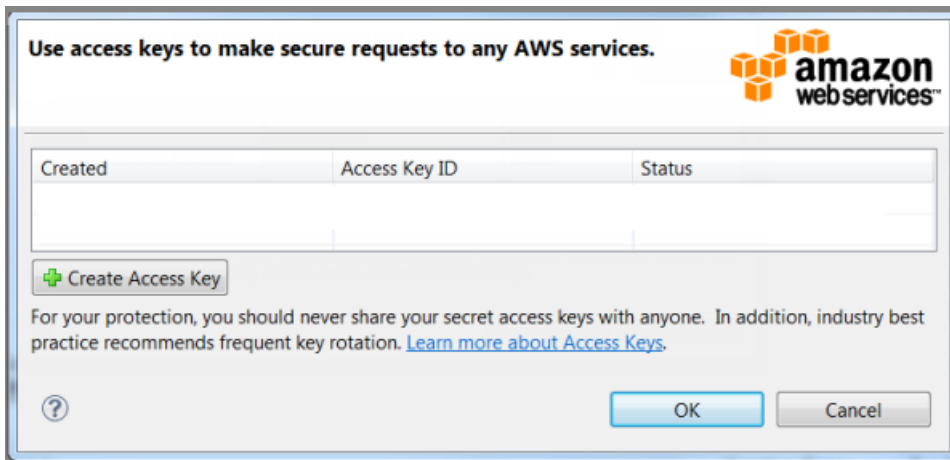 Use access keys to make secure requests to any AWS services.
amazon
webservices™
Created Access Key ID Status
Create Access Key
For your protection, you should never share your secret access keys with anyone. In addition, industry best
practice recommends frequent key rotation. Learn more about Access Keys.
?
OK Cancel